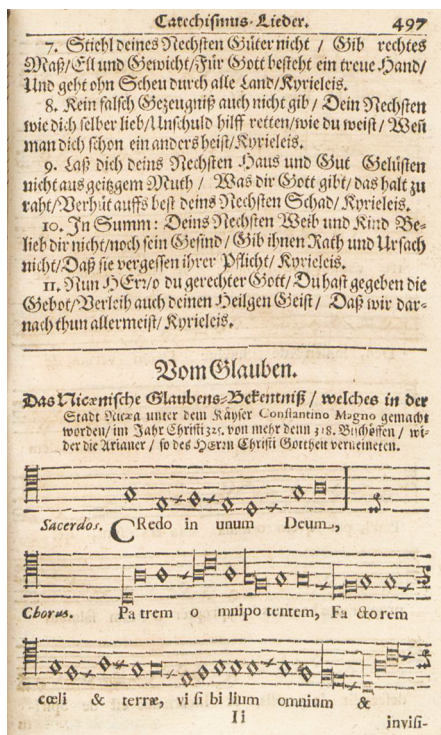 Catechismus-Lieder. 497
7. Stiehl deines Nechsten Güter nicht / Gib rechtes
Maß/Ell und Gewicht/Für Gott besteht ein treue Hand/
Und geht ohn Scheu durch alle Land/Kyrieleis.
8. Kein falsch Gezeugniß auch nicht gib / Dein Nechsten
wie dich selber lieb/Unschuld hilff retten/wie du weist / Weñ
man dich schon ein anders heist/Kyrieleis.
9. Laß dich deins Nechsten Haus und Gut Gelüsten
nicht aus geitzgem Muth / Was dir Gott gibt/das halt zu
raht/Verhüt auffs best deins Nechsten Schad/Kyrieleis.
10. In Summ: Deins Nechsten Weib und Kind Be-
lieb dir nicht/noch sein Gesind / Gib ihnen Rath und Ursach
nicht/Daß sie vergessen ihrer Pflicht/ Kyrieleis.
11. Nun HErr/o du gerechter Gott/Du hast gegeben die
Gebot/Verleih auch deinen Heilgen Geist / Daß wir dar-
nach thun allermeist/ Kyrieleis.
Vom Glauben.
Das Nicænische Glaubens-Bekentniß / welches in der
Stadt Nicæa unter dem Käyser Constantino Magno gemacht
worden/ im Jahr Christi 325. von mehr denn 318. Bischöffen / wi-
der die Arianer / so des HErrn Christi Gottheit verneineten.
Sacerdos. CRedo in unum Deum,
Chorus. Pa trem o mnipo tentem, Fa cto rem
cœli & terræ, vi si bi lium omnium &
Ii
invisi-